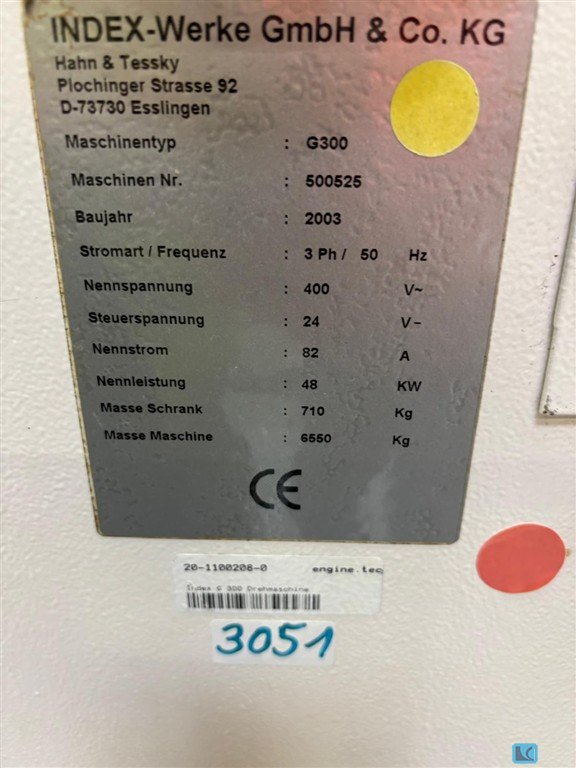 INDEX-Werke GmbH & Co. KG
Hahn & Tessky
Plochinger Strasse 92
D-73730 Esslingen
Maschinentyp : G300
Maschinen Nr. : 500525
Baujahr : 2003
Stromart / Frequenz : 3 Ph / 50 Hz
Nennspannung : 400 V~
Steuerspannung : 24 V-
Nennstrom : 82 A
Nennleistung : 48 KW
Masse Schrank : 710 Kg
Masse Maschine : 6550 Kg
CE
20-1100208-0 engine.tec
Index G 300 Drehmaschine
3051